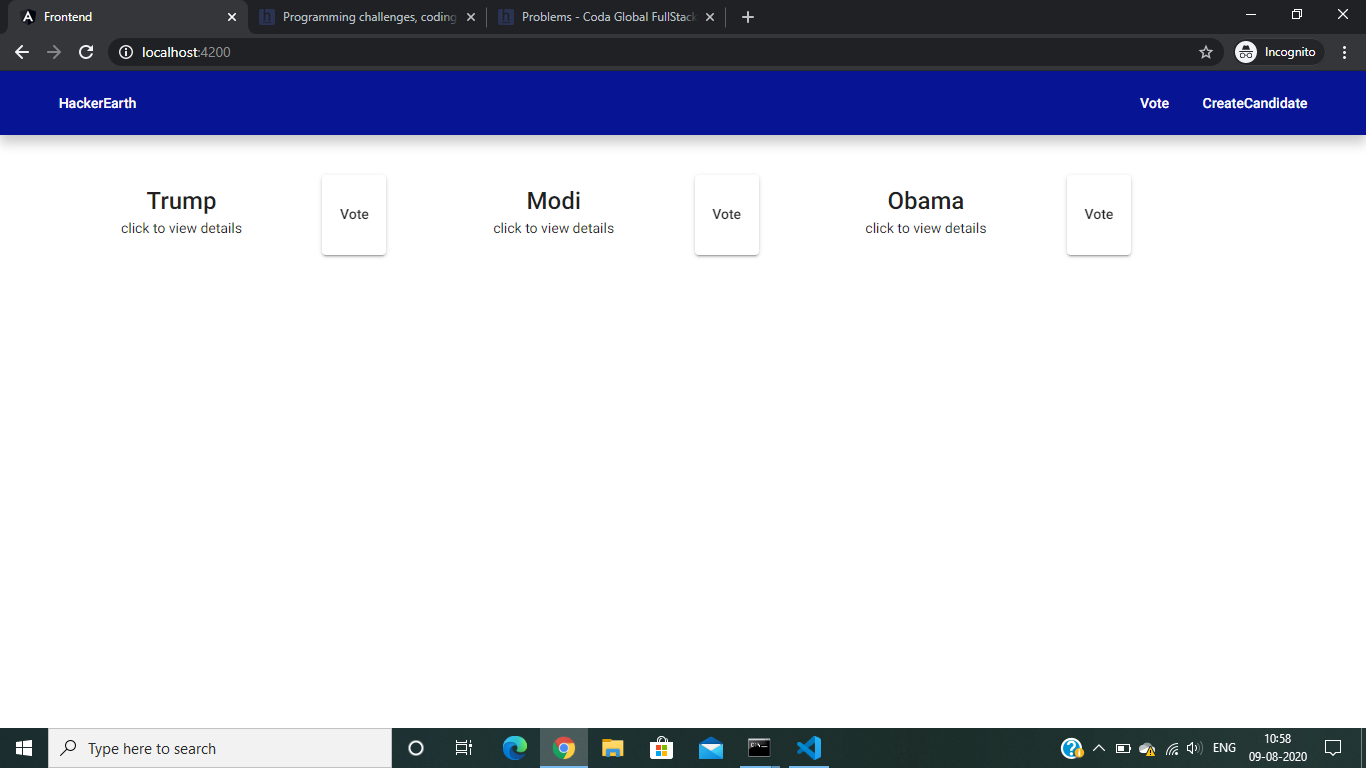 Frontend
Programming challenges, coding
Problems - Coda Global FullStack
localhost:4200
Incognito
HackerEarth
Vote
CreateCandidate
Trump
click to view details
Vote
Modi
click to view details
Vote
Obama
click to view details
Vote
Type here to search
ENG
10:58
09-08-2020